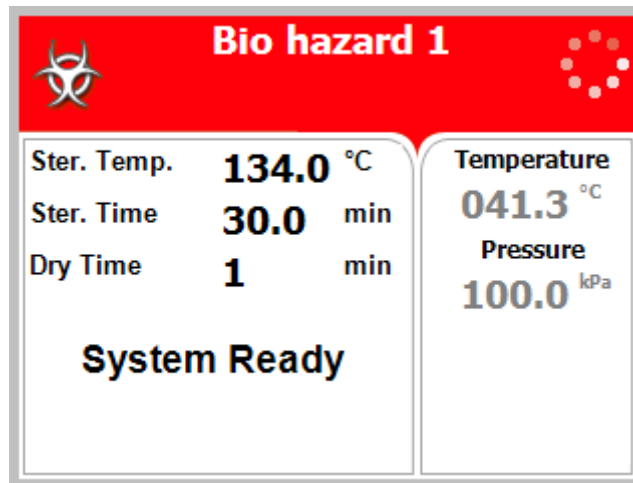 Bio hazard 1
Ster. Temp. 134.0 °C
Ster. Time 30.0 min
Dry Time 1 min
System Ready
Temperature
041.3 °C
Pressure
100.0 kPa